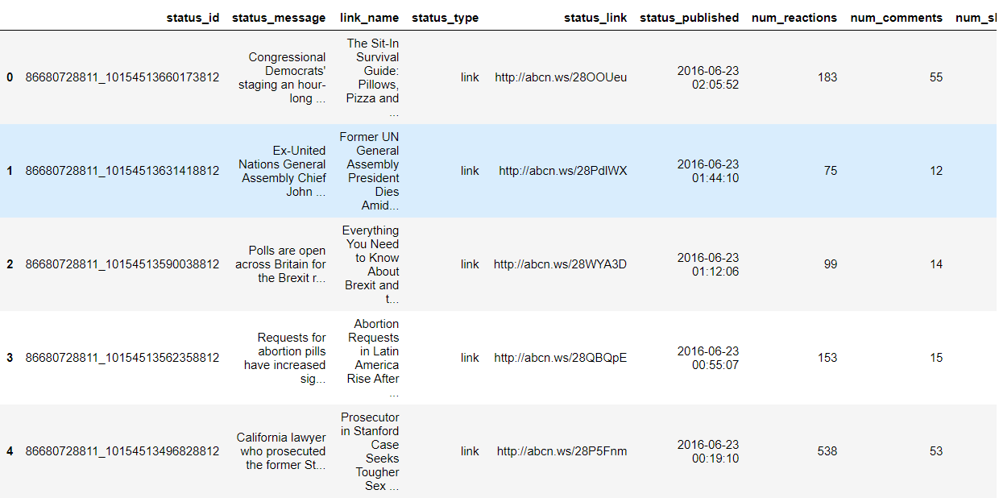 status_id status_message link_name status_type status_link status_published num_reactions num_comments num_sl
0 86680728811_10154513660173812 Congressional Democrats' staging an hour-long ... The Sit-In Survival Guide: Pillows, Pizza and ... link http://abcn.ws/28OOUeu 2016-06-23 02:05:52 183 55
1 86680728811_10154513631418812 Ex-United Nations General Assembly Chief John ... Former UN General Assembly President Dies Amid... link http://abcn.ws/28PdlWX 2016-06-23 01:44:10 75 12
2 86680728811_10154513590038812 Polls are open across Britain for the Brexit r... Everything You Need to Know About Brexit and t... link http://abcn.ws/28WYA3D 2016-06-23 01:12:06 99 14
3 86680728811_10154513562358812 Requests for abortion pills have increased sig... Abortion Requests in Latin America Rise After ... link http://abcn.ws/28QBQpE 2016-06-23 00:55:07 153 15
4 86680728811_10154513496828812 California lawyer who prosecuted the former St... Prosecutor in Stanford Case Seeks Tougher Sex ... link http://abcn.ws/28P5Fnm 2016-06-23 00:19:10 538 53